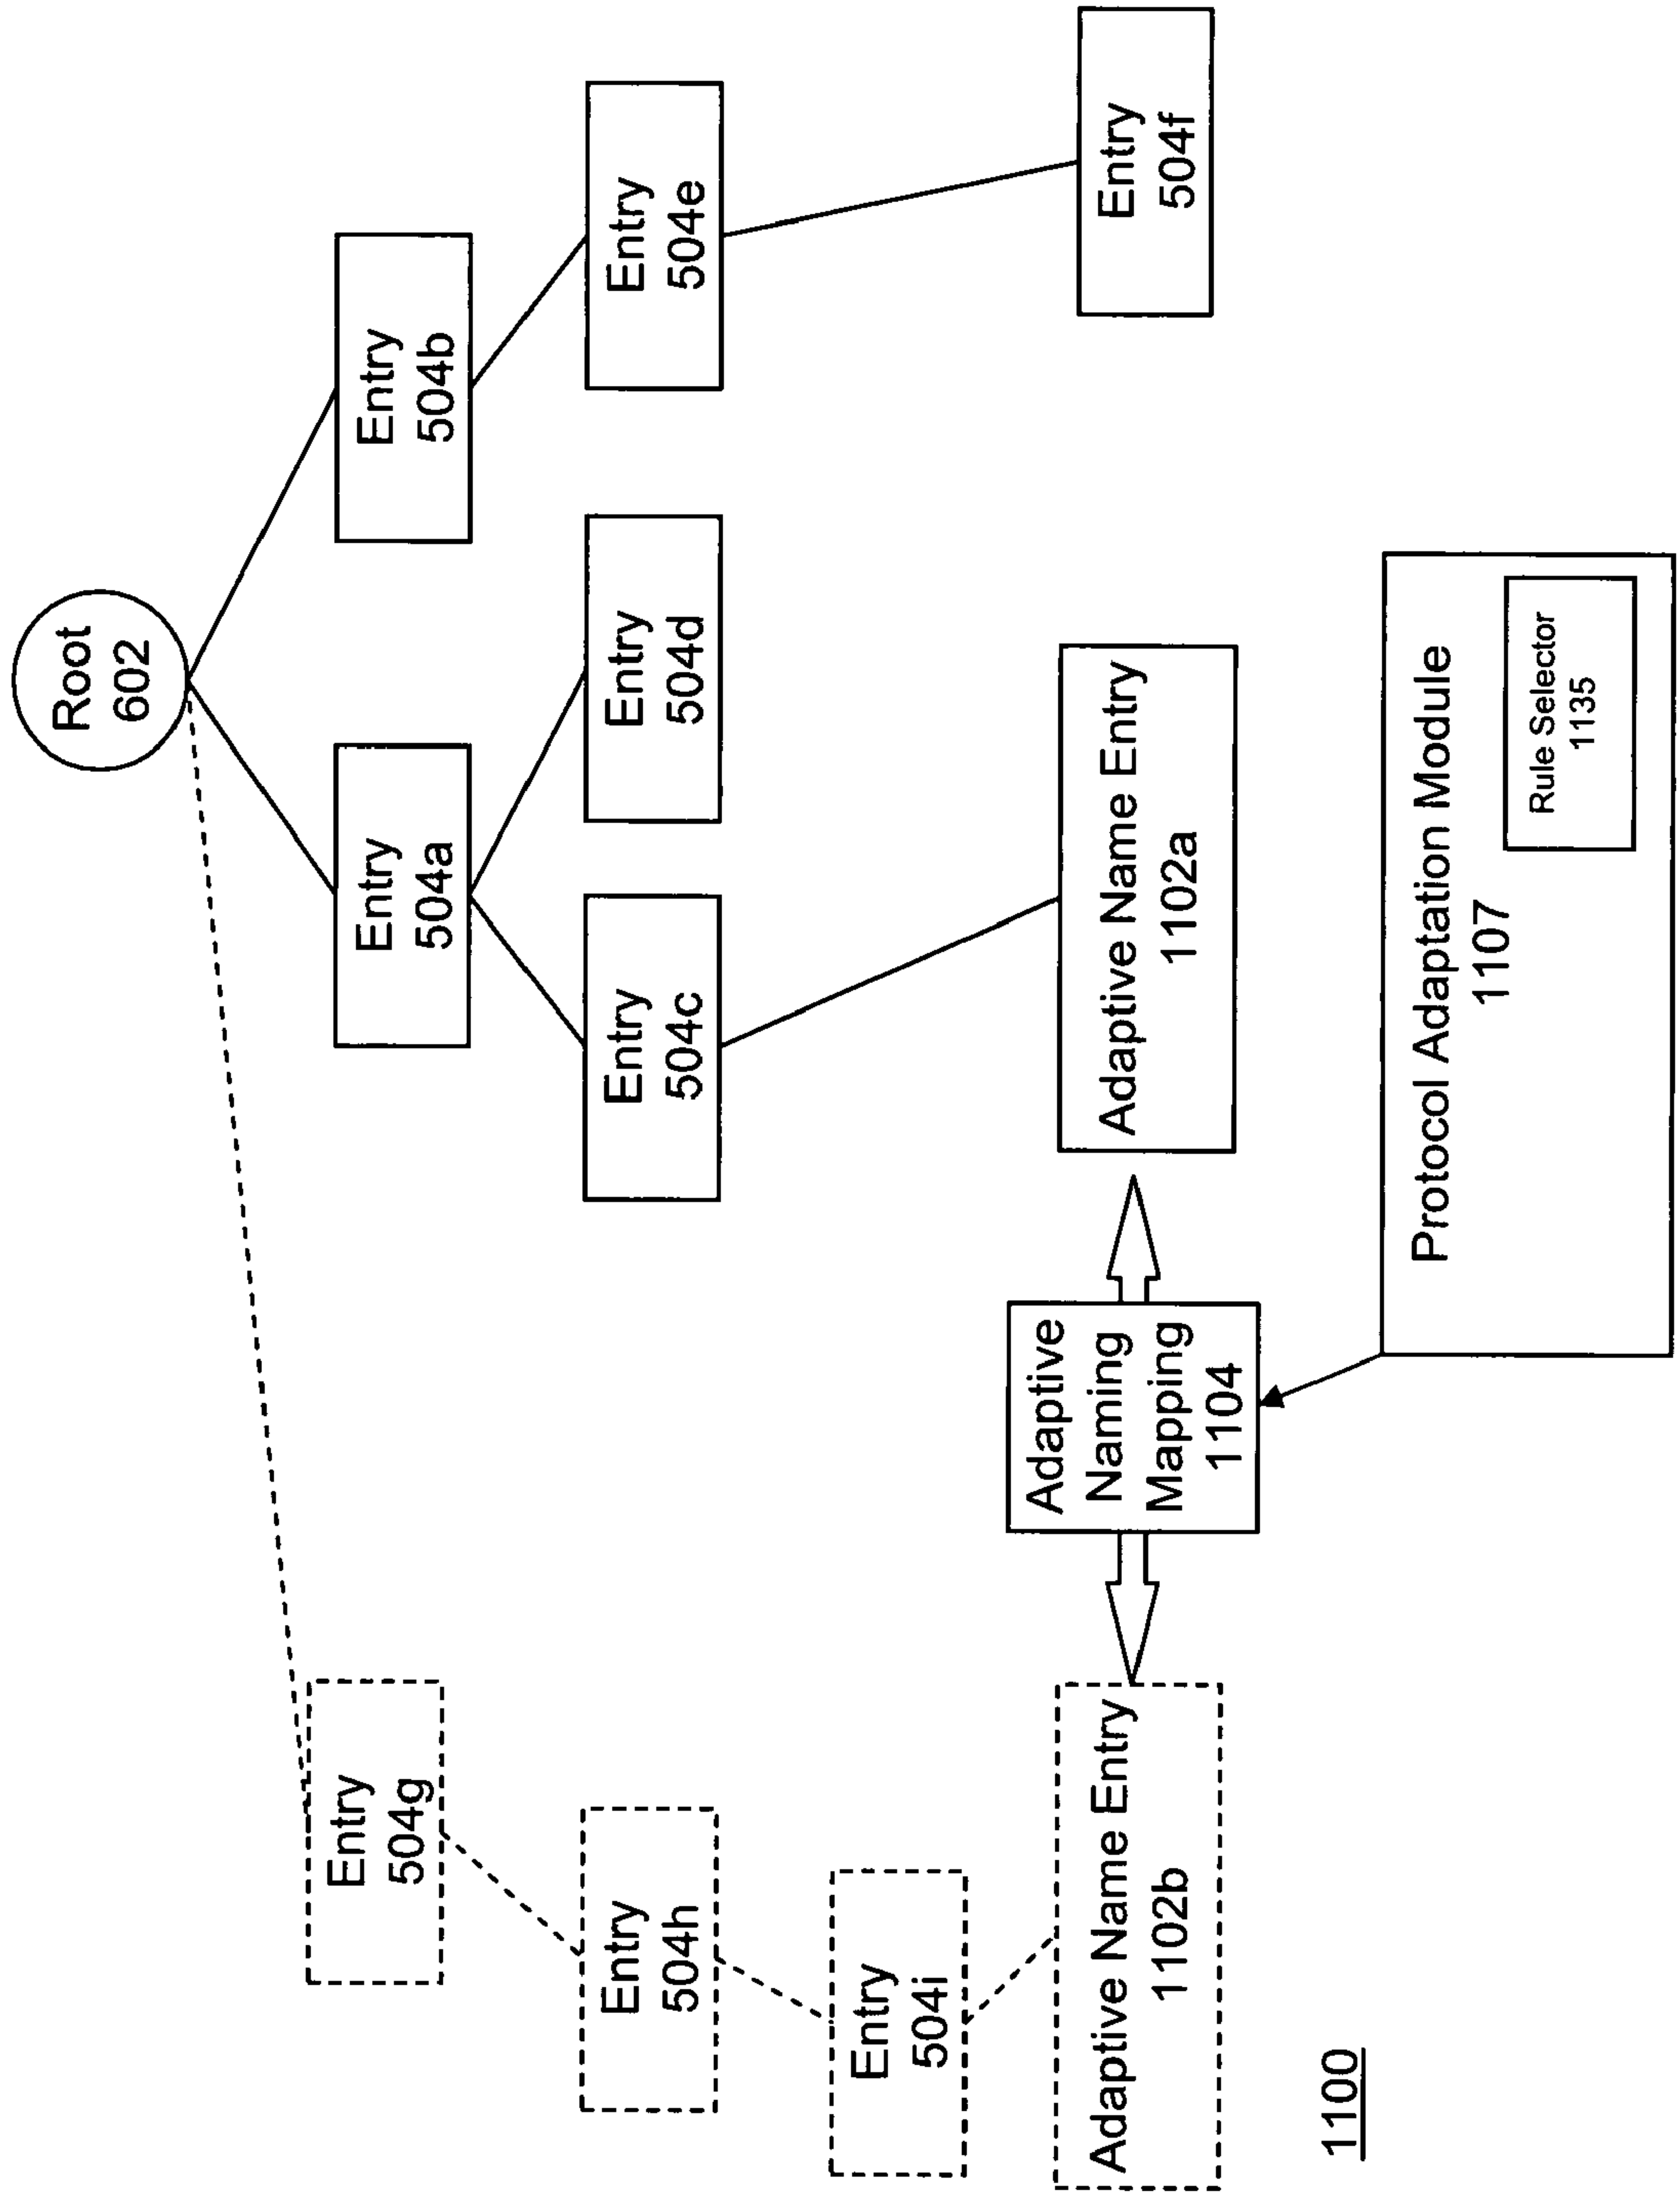 Root
602
Entry
504g
Entry
504a
Entry
504b
Entry
504h
Entry
504c
Entry
504d
Entry
504e
Entry
504i
Adaptive Name Entry
1102b
Adaptive
Naming
Mapping
1104
Adaptive Name Entry
1102a
Entry
504f
Protocol Adaptation Module
1107
Rule Selector
1135
1100